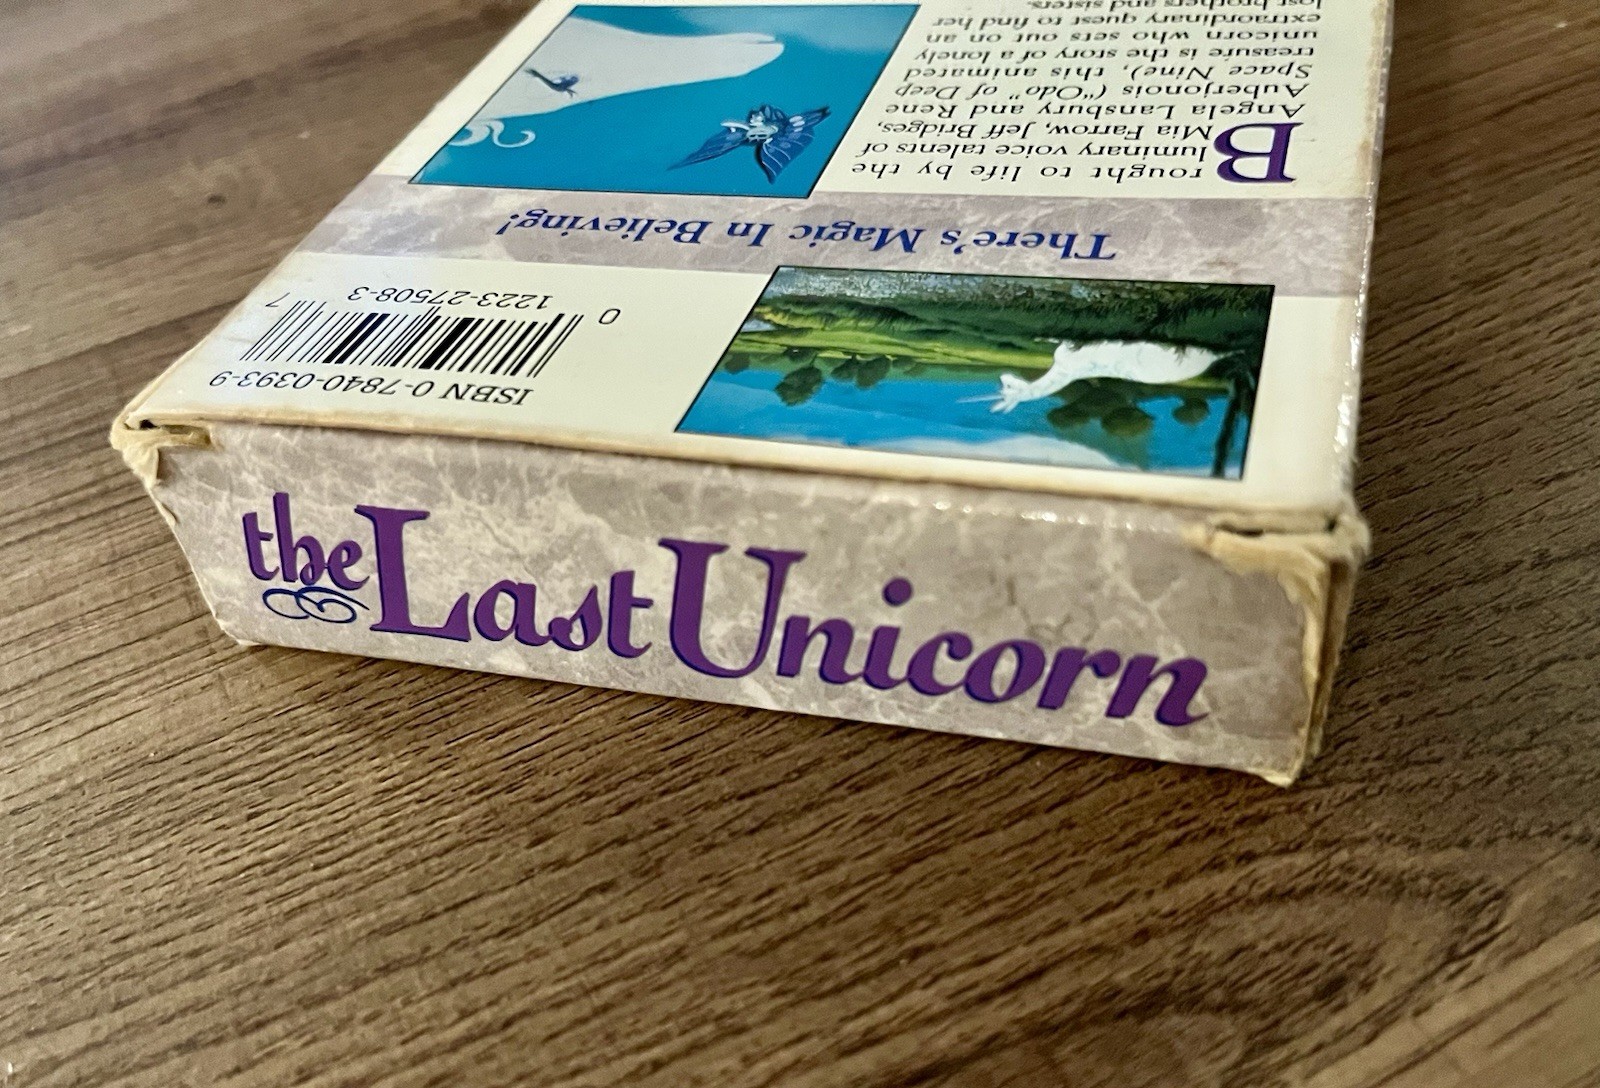 the Last Unicorn
ISBN 0-7840-0393-9
0 1223-27508-3 7
There's Magic In Believing!
Brought to life by the
luminary voice talents of
Mia Farrow, Jeff Bridges,
Angela Lansbury and Rene
Auberjonois ("Odo" of Deep
Space Nine), this animated
treasure is the story of a lonely
unicorn who sets out on an
extraordinary quest to find her
lost brothers and sisters.